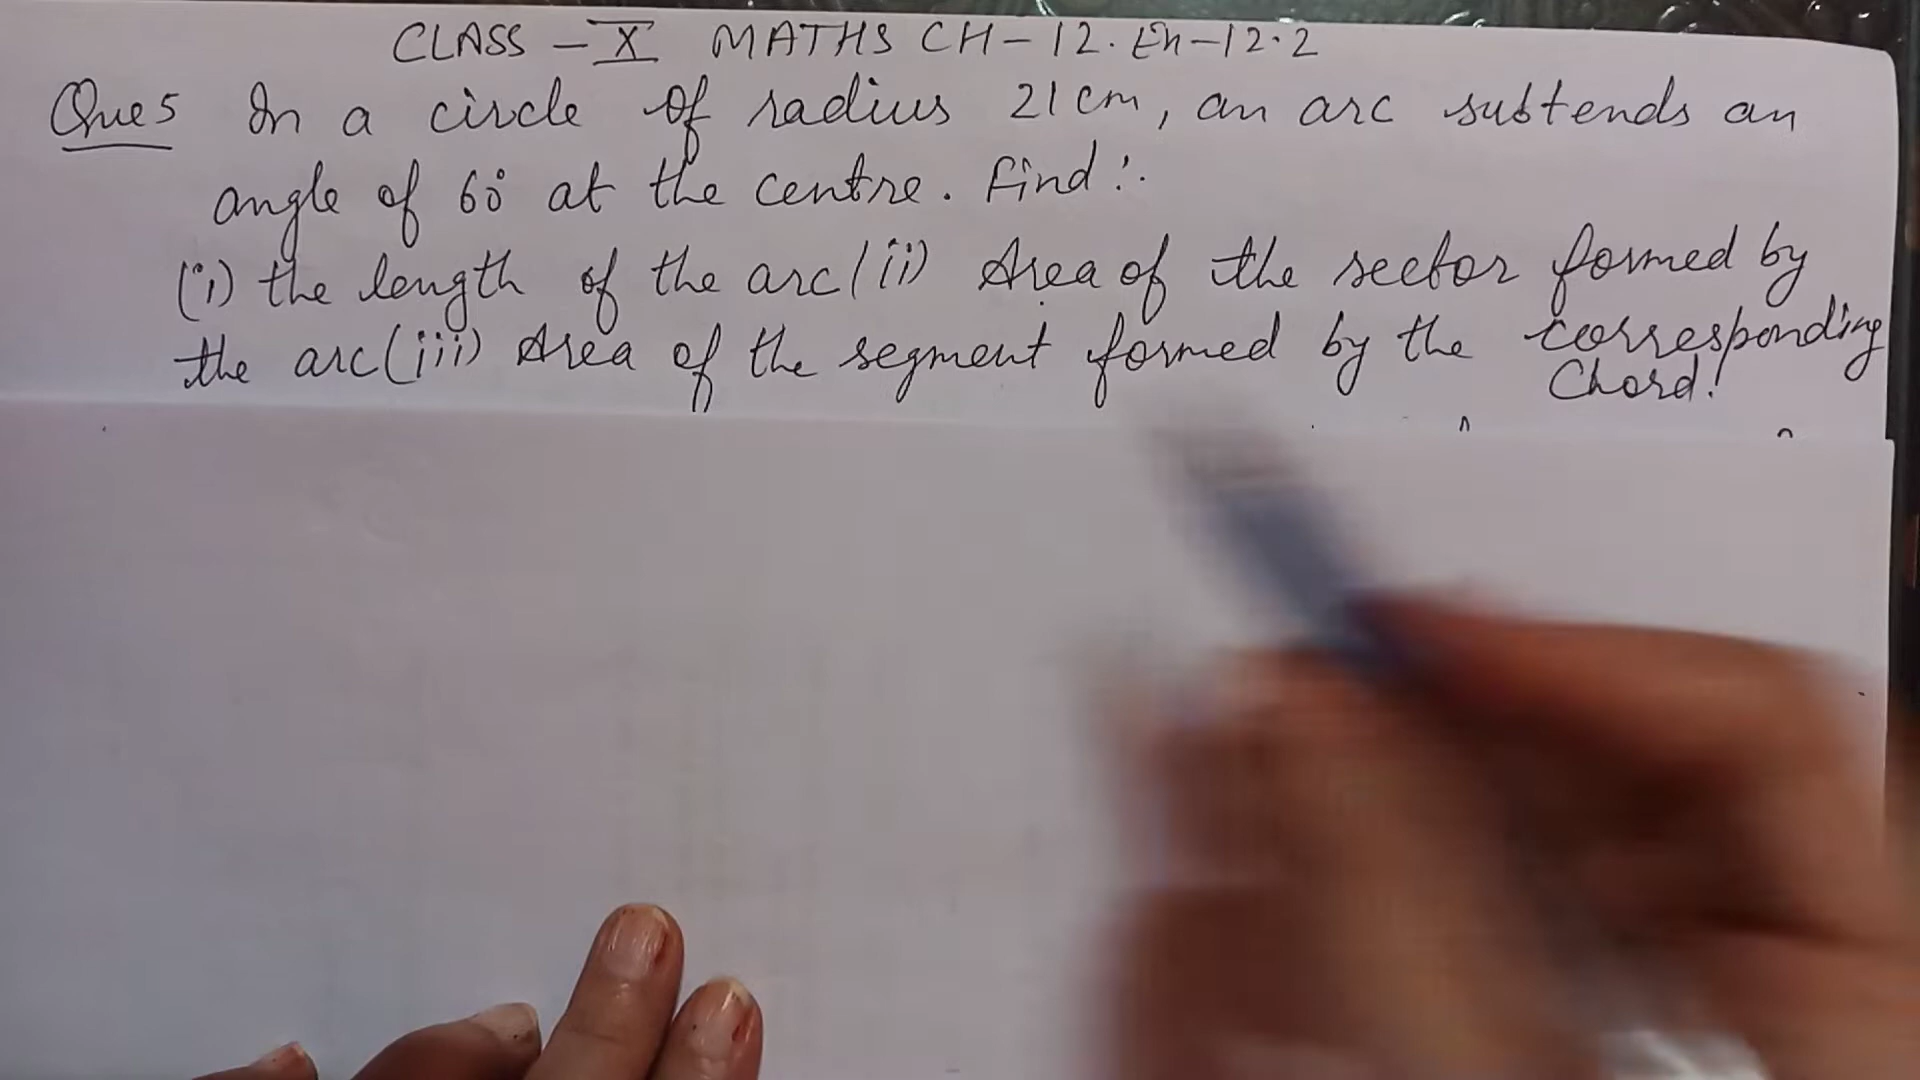 CLASS - X MATHS CH-12. Ex-12.2
Ques 5 In a circle of radius 21cm, an arc subtends an
angle of 60° at the centre. Find:.
(i) the length of the arc (ii) Area of the sector formed by
the arc (iii) Area of the segment formed by the corresponding
Chord!